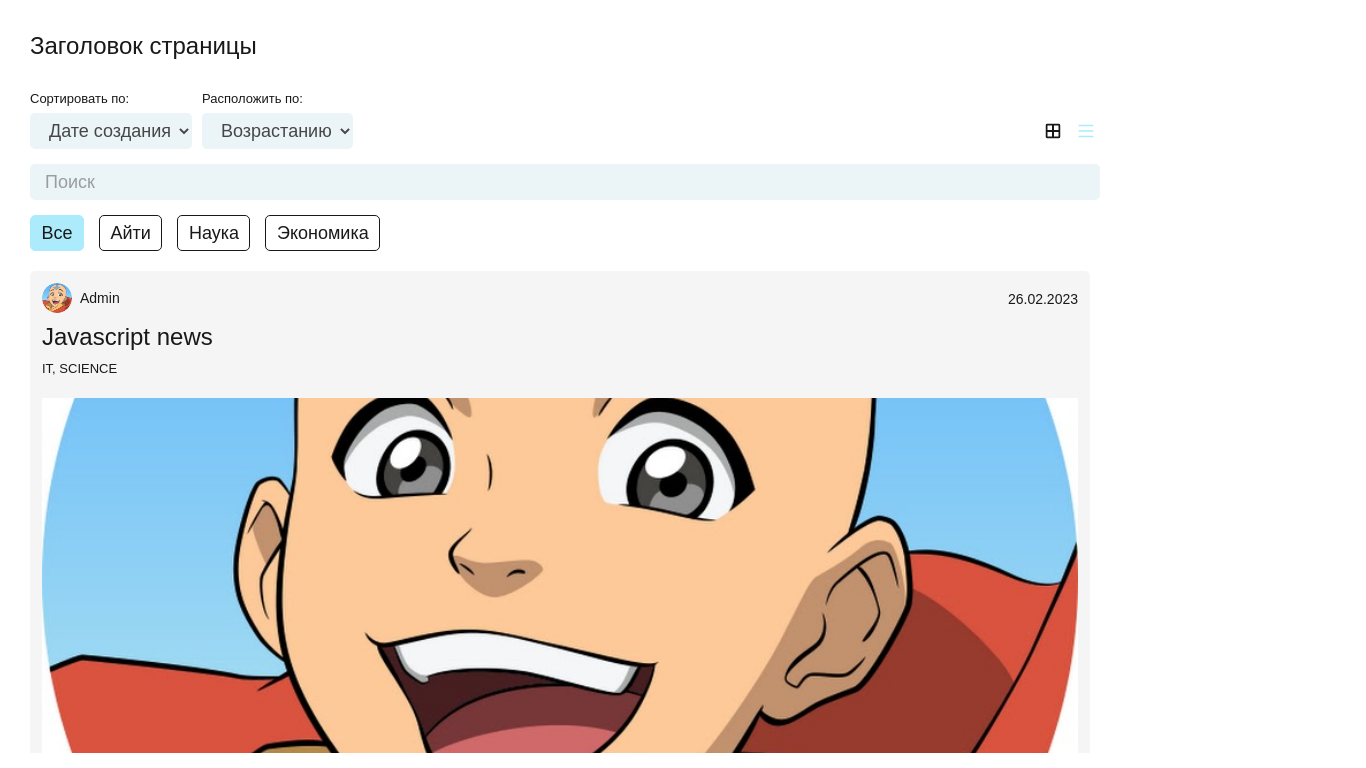 Заголовок страницы
Сортировать по: Расположить по:
Дате создания Возрастанию
Поиск
Все Айти Наука Экономика
Admin 26.02.2023
Javascript news
IT, SCIENCE